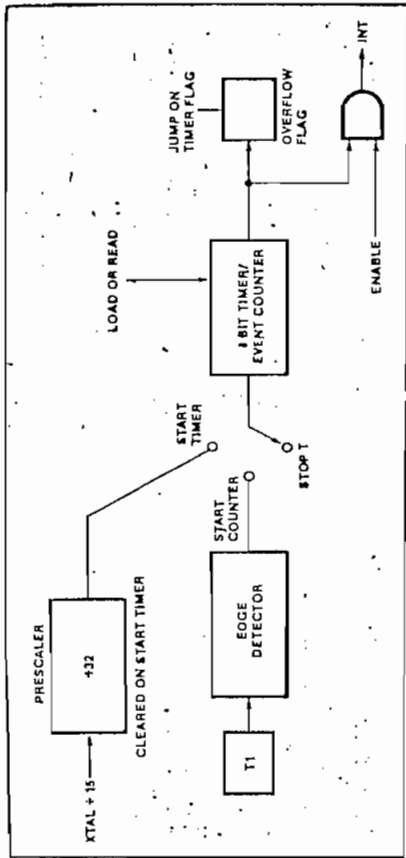 PRESCALER
XTAL ÷ 15
÷32
CLEARED ON START TIMER
START
TIMER
LOAD OR READ
JUMP ON
TIMER FLAG
OVERFLOW
FLAG
8 BIT TIMER/
EVENT COUNTER
START
COUNTER
STOP T
T1
EDGE
DETECTOR
ENABLE
INT